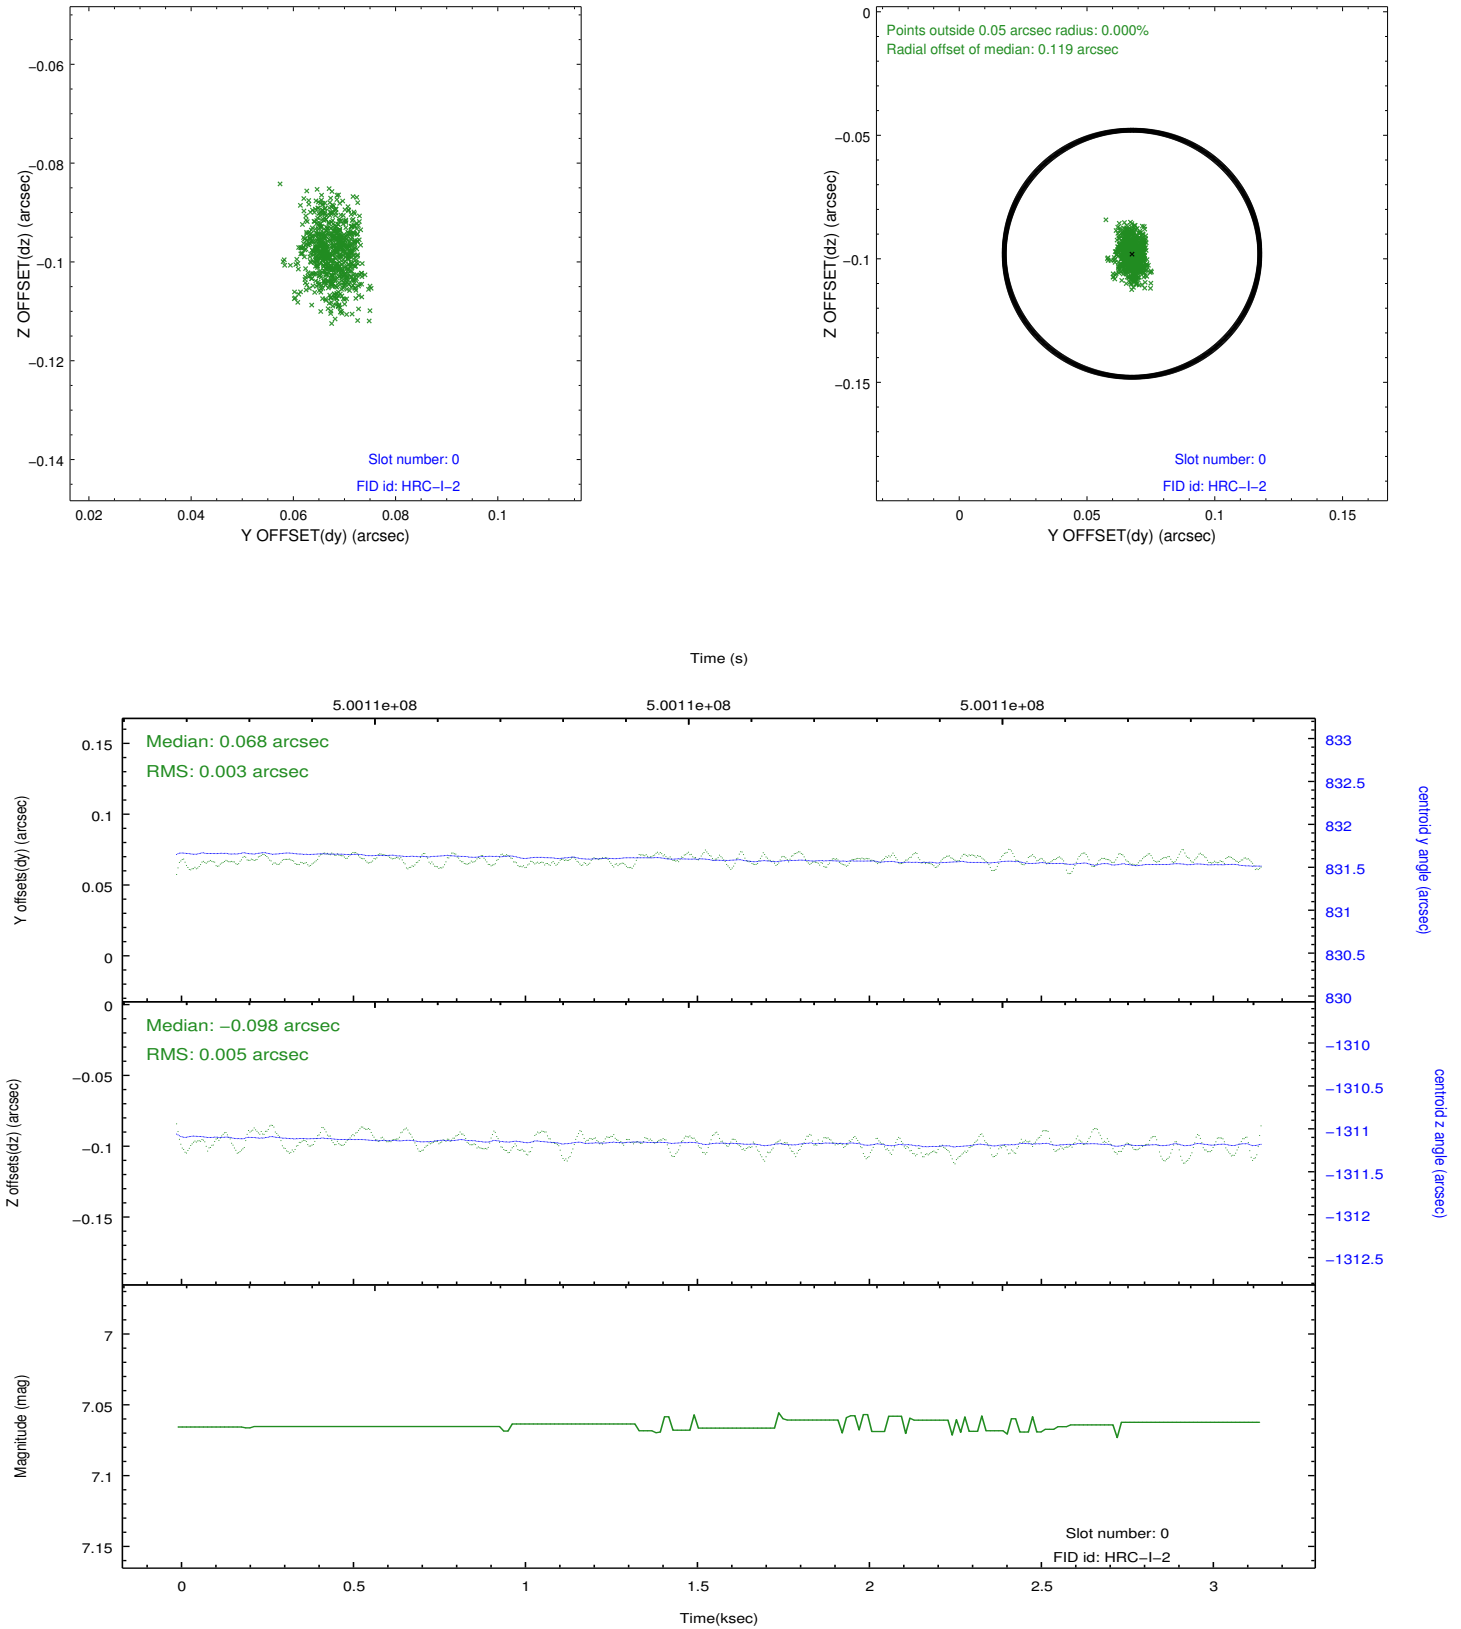 −0.06
−0.08
−0.1
−0.12
−0.14
Z OFFSET(dz) (arcsec)
Slot number: 0
FID id: HRC−I−2
0.02 0.04 0.06 0.08 0.1
Y OFFSET(dy) (arcsec)
Points outside 0.05 arcsec radius: 0.000%
Radial offset of median: 0.119 arcsec
0
−0.05
−0.1
−0.15
Z OFFSET(dz) (arcsec)
Slot number: 0
FID id: HRC−I−2
0 0.05 0.1 0.15
Y OFFSET(dy) (arcsec)
Time (s)
5.0011e+08 5.0011e+08 5.0011e+08
Median: 0.068 arcsec
RMS: 0.003 arcsec
0.15
0.1
0.05
0
Y offsets(dy) (arcsec)
833
832.5
832
831.5
831
830.5
830
centroid y angle (arcsec)
Median: −0.098 arcsec
RMS: 0.005 arcsec
0
−0.05
−0.1
−0.15
Z offsets(dz) (arcsec)
−1310
−1310.5
−1311
−1311.5
−1312
−1312.5
centroid z angle (arcsec)
7
7.05
7.1
7.15
Magnitude (mag)
Slot number: 0
FID id: HRC−I−2
0 0.5 1 1.5 2 2.5 3
Time(ksec)